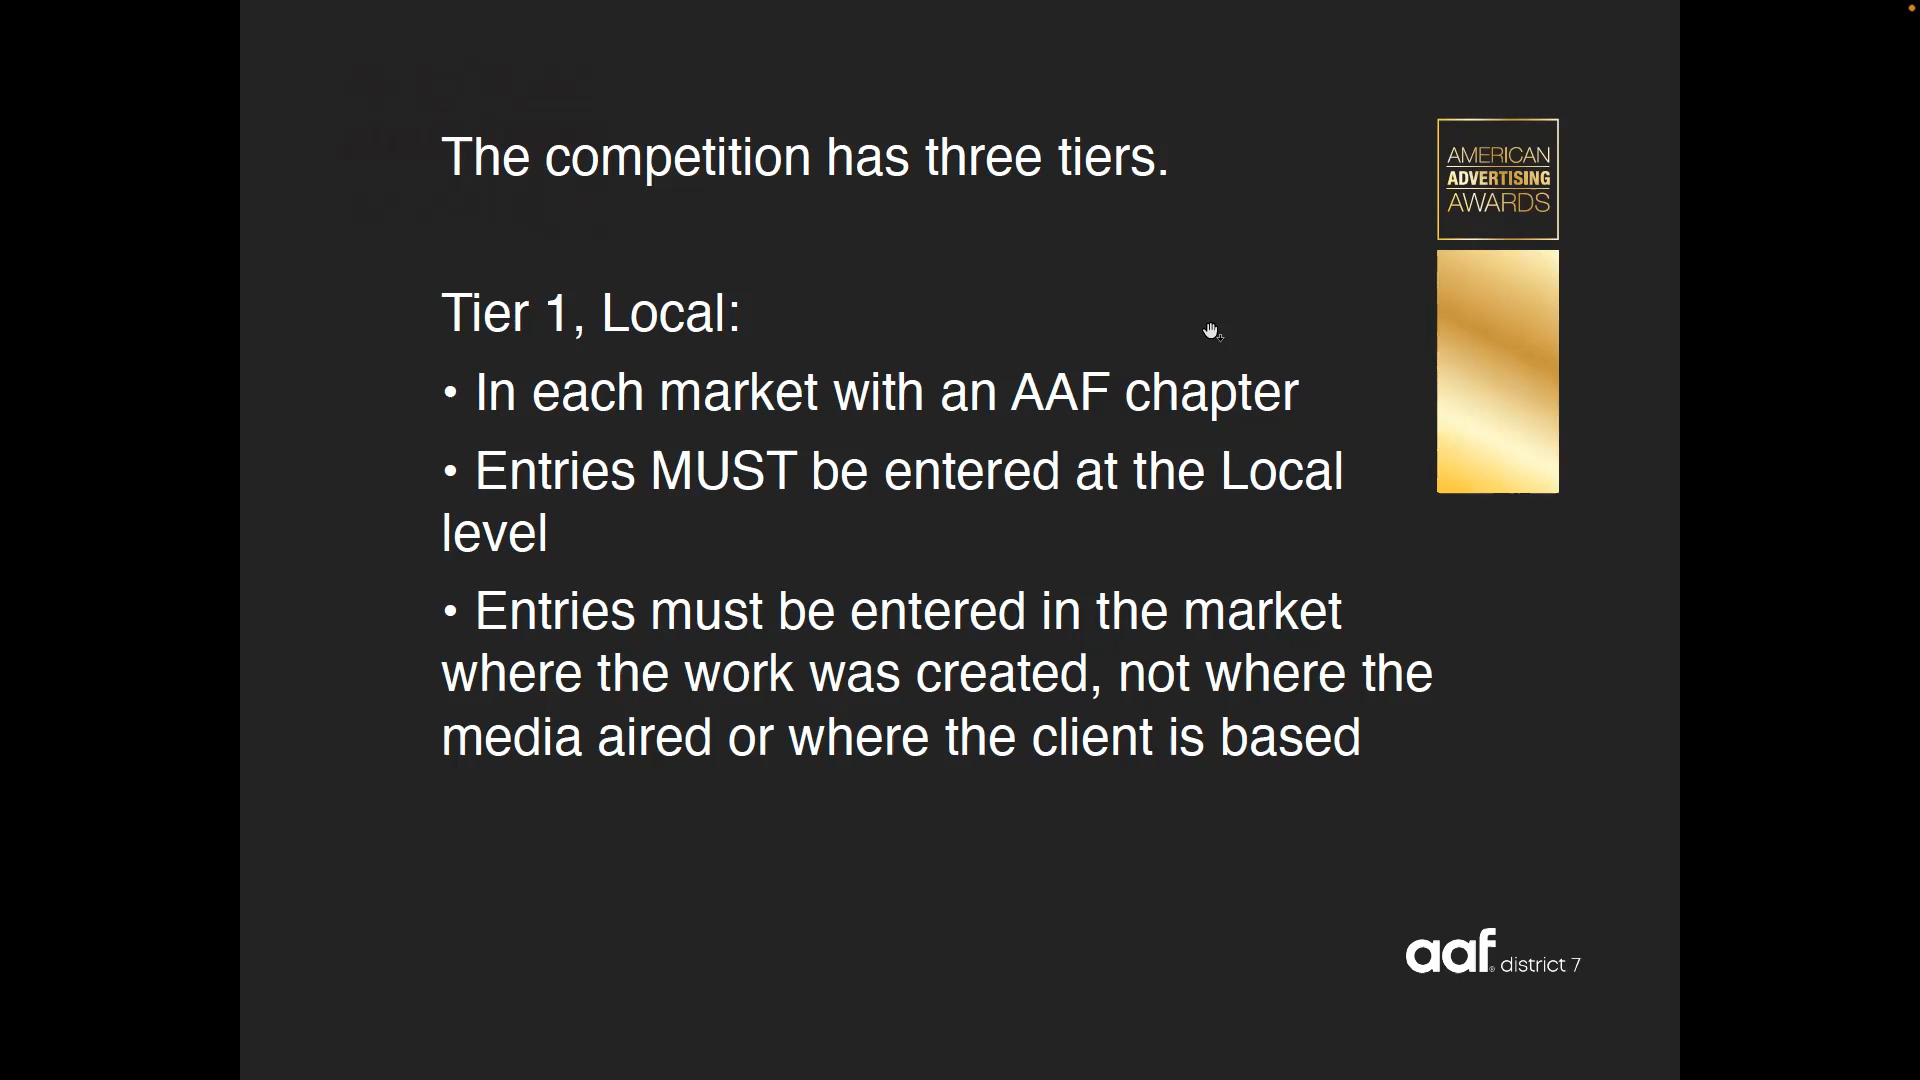 The competition has three tiers.
AMERICAN
ADVERTISING
AWARDS
Tier 1, Local:
• In each market with an AAF chapter
• Entries MUST be entered at the Local
level
• Entries must be entered in the market
where the work was created, not where the
media aired or where the client is based
aaf® district 7